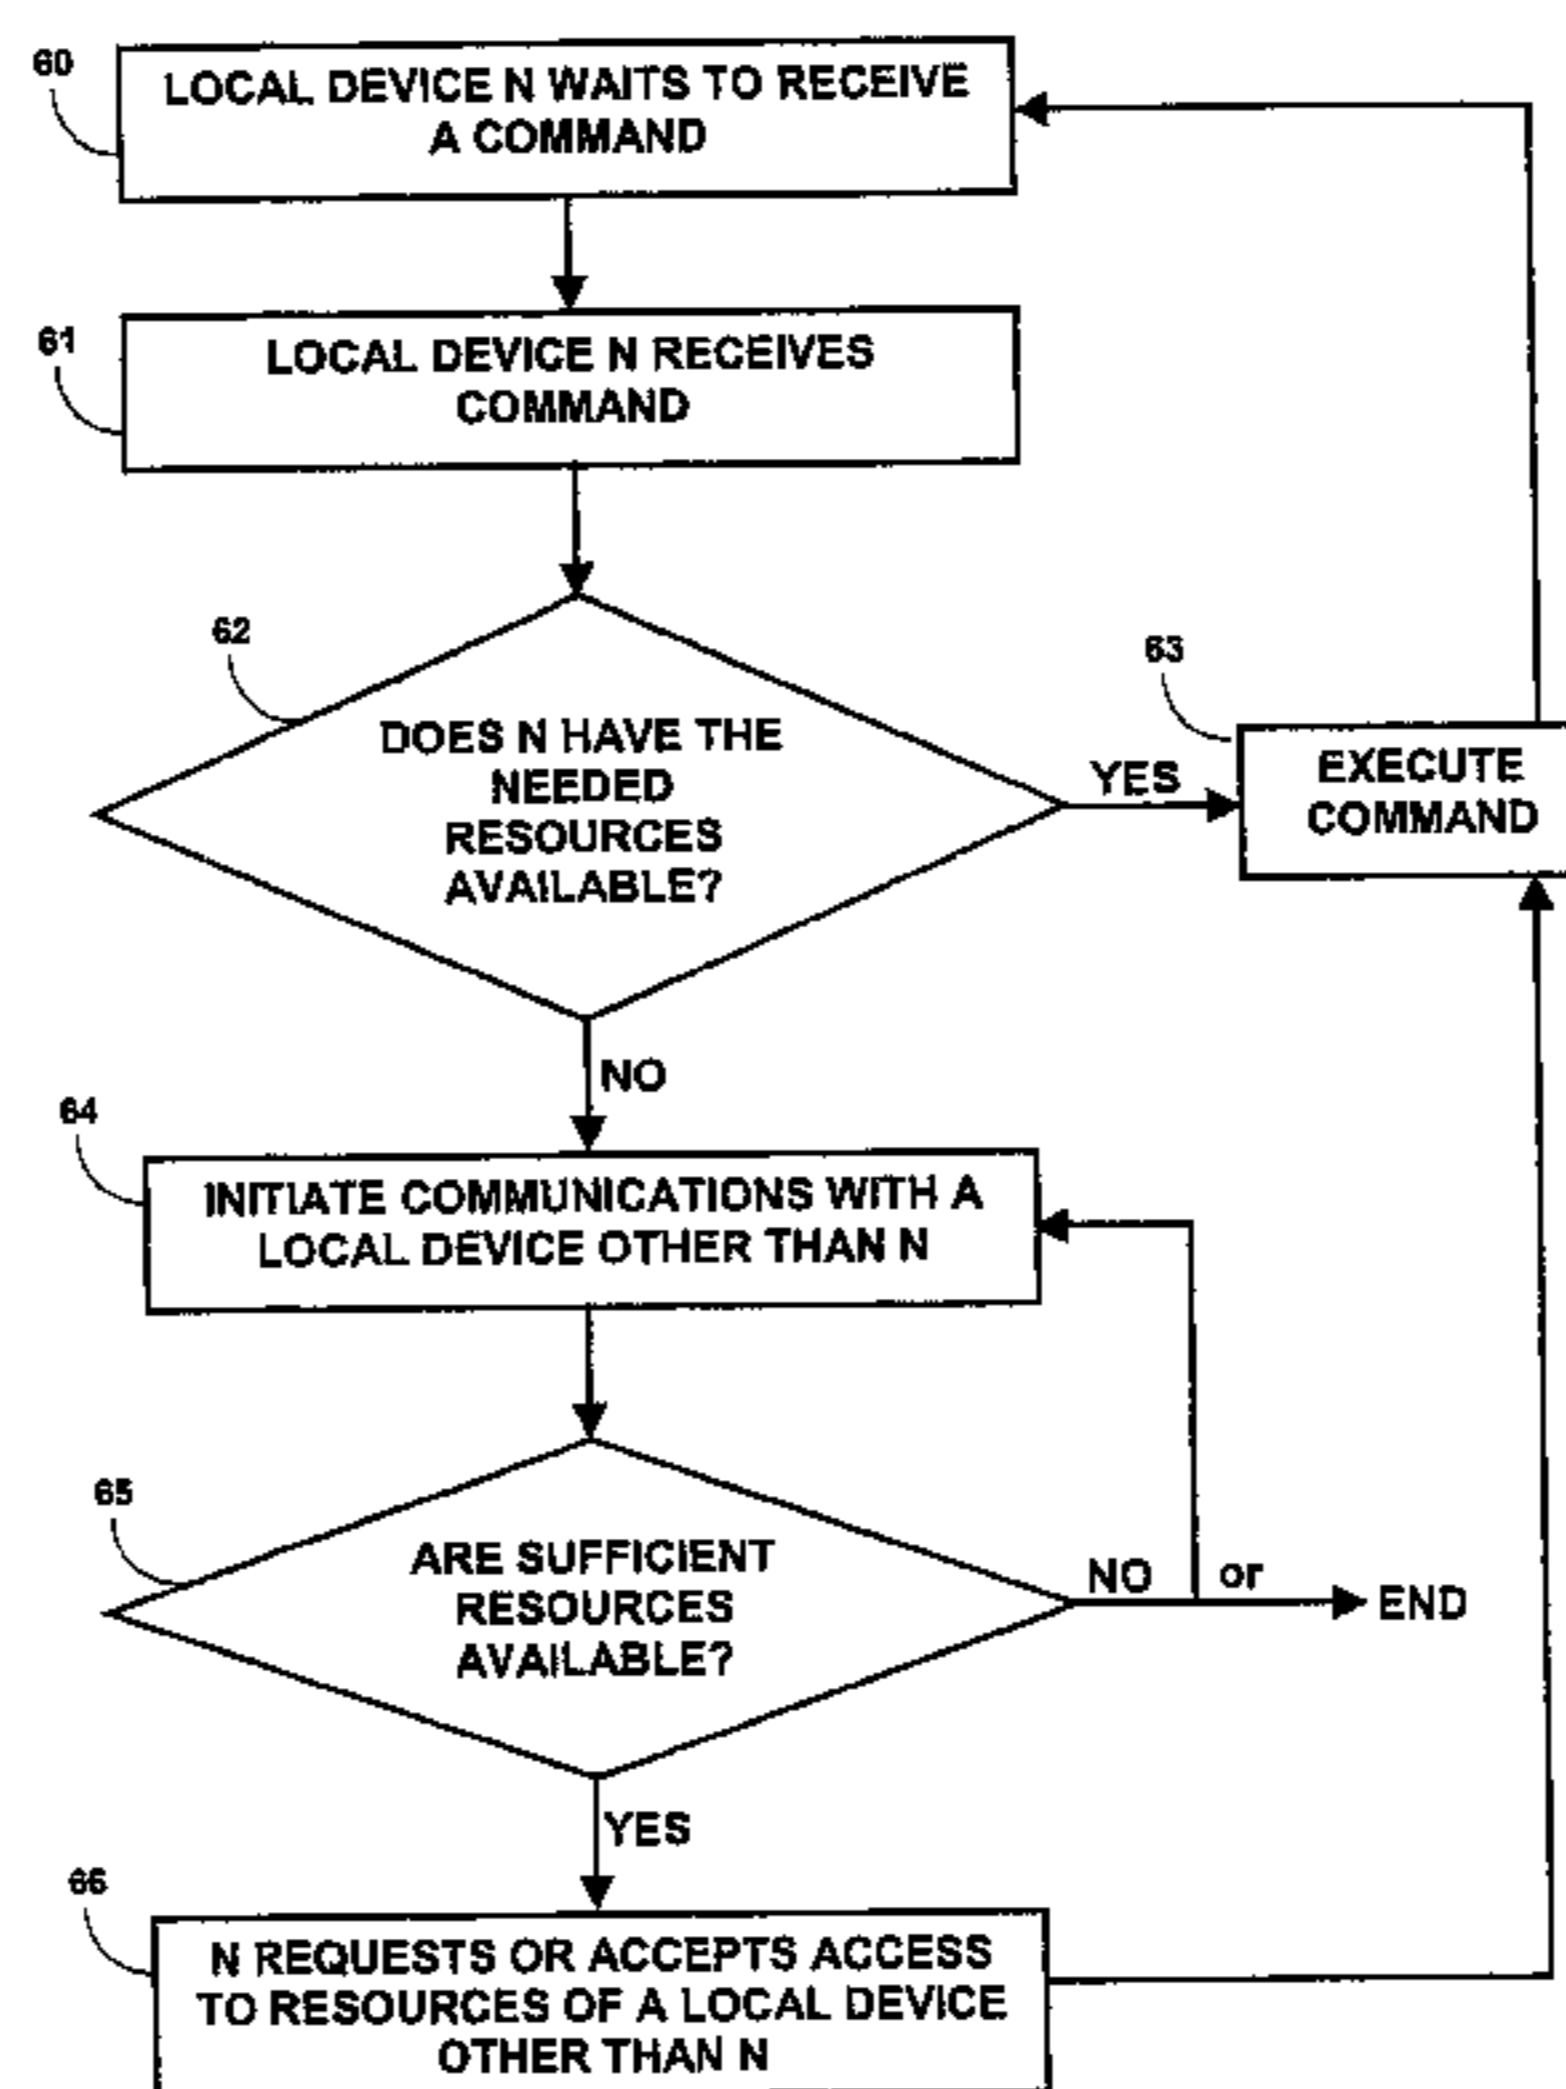 60
LOCAL DEVICE N WAITS TO RECEIVE
A COMMAND
61
LOCAL DEVICE N RECEIVES
COMMAND
62
DOES N HAVE THE
NEEDED
RESOURCES
AVAILABLE?
YES
63
EXECUTE
COMMAND
NO
64
INITIATE COMMUNICATIONS WITH A
LOCAL DEVICE OTHER THAN N
65
ARE SUFFICIENT
RESOURCES
AVAILABLE?
NO or
END
YES
66
N REQUESTS OR ACCEPTS ACCESS
TO RESOURCES OF A LOCAL DEVICE
OTHER THAN N